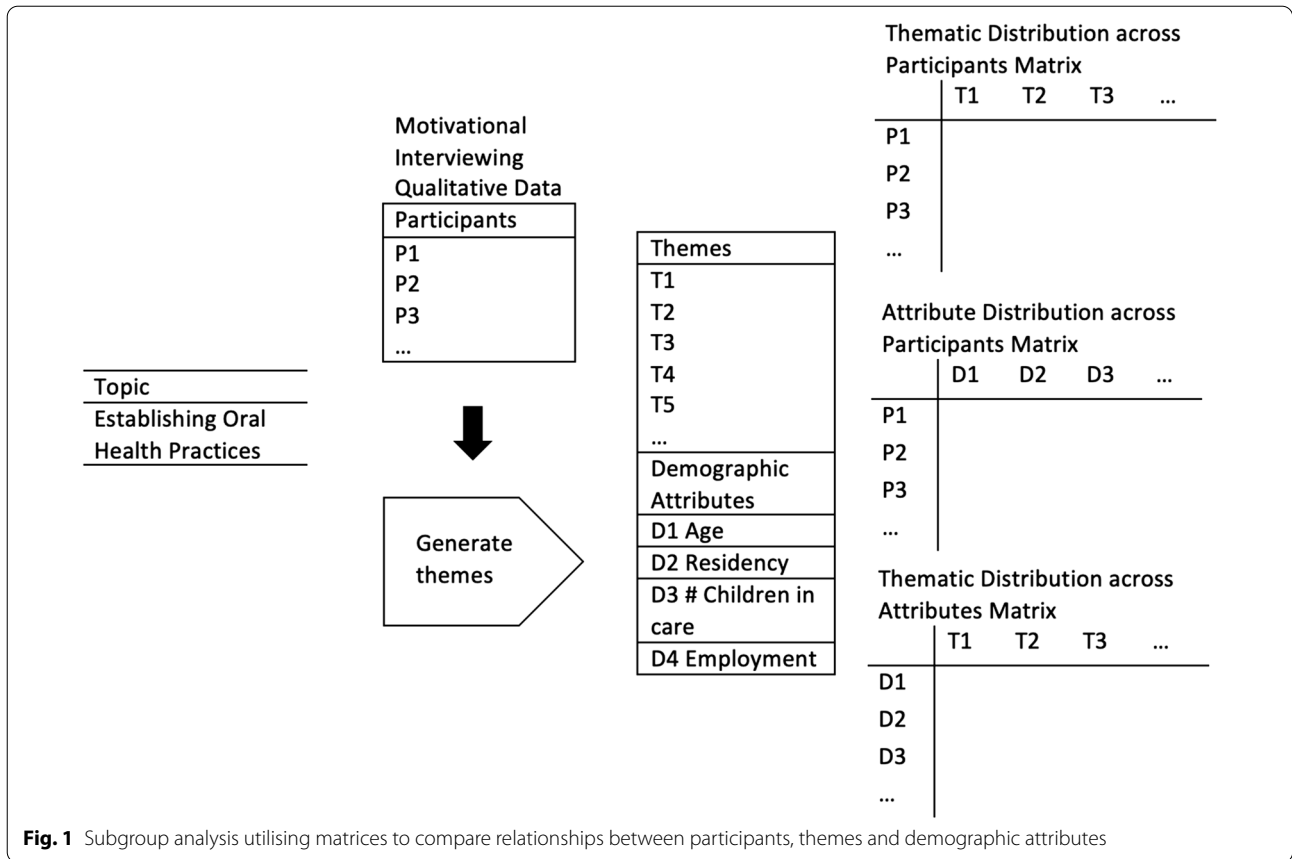 Topic
Establishing Oral
Health Practices
Motivational
Interviewing
Qualitative Data
Participants
P1
P2
P3
...
Generate
themes
Themes
T1
T2
T3
T4
T5
...
Demographic
Attributes
D1 Age
D2 Residency
D3 # Children in
care
D4 Employment
Thematic Distribution across
Participants Matrix
T1 T2 T3 ...
P1
P2
P3
...
Attribute Distribution across
Participants Matrix
D1 D2 D3 ...
P1
P2
P3
...
Thematic Distribution across
Attributes Matrix
T1 T2 T3 ...
D1
D2
D3
...
Fig. 1 Subgroup analysis utilising matrices to compare relationships between participants, themes and demographic attributes